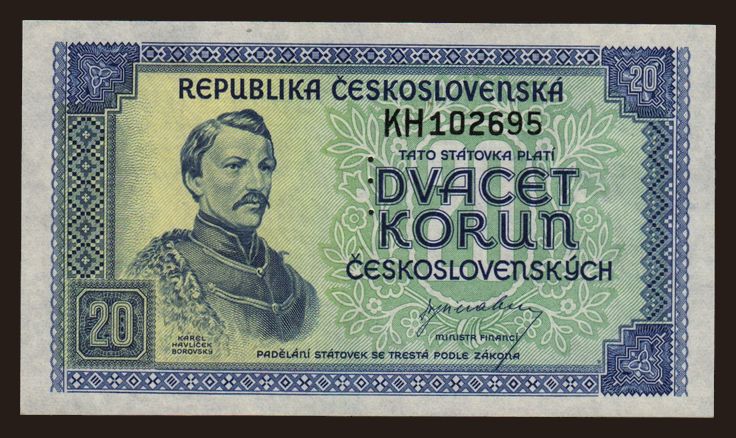 20
REPUBLIKA ČESKOSLOVENSKÁ
KH102695
TATO STÁTOVKA PLATÍ
DVACET
KORUN
ČESKOSLOVENSKÝCH
MINISTR FINANCÍ
20
KAREL
HAVLÍČEK
BOROVSKÝ
PADĚLÁNÍ STÁTOVEK SE TRESTÁ PODLE ZÁKONA